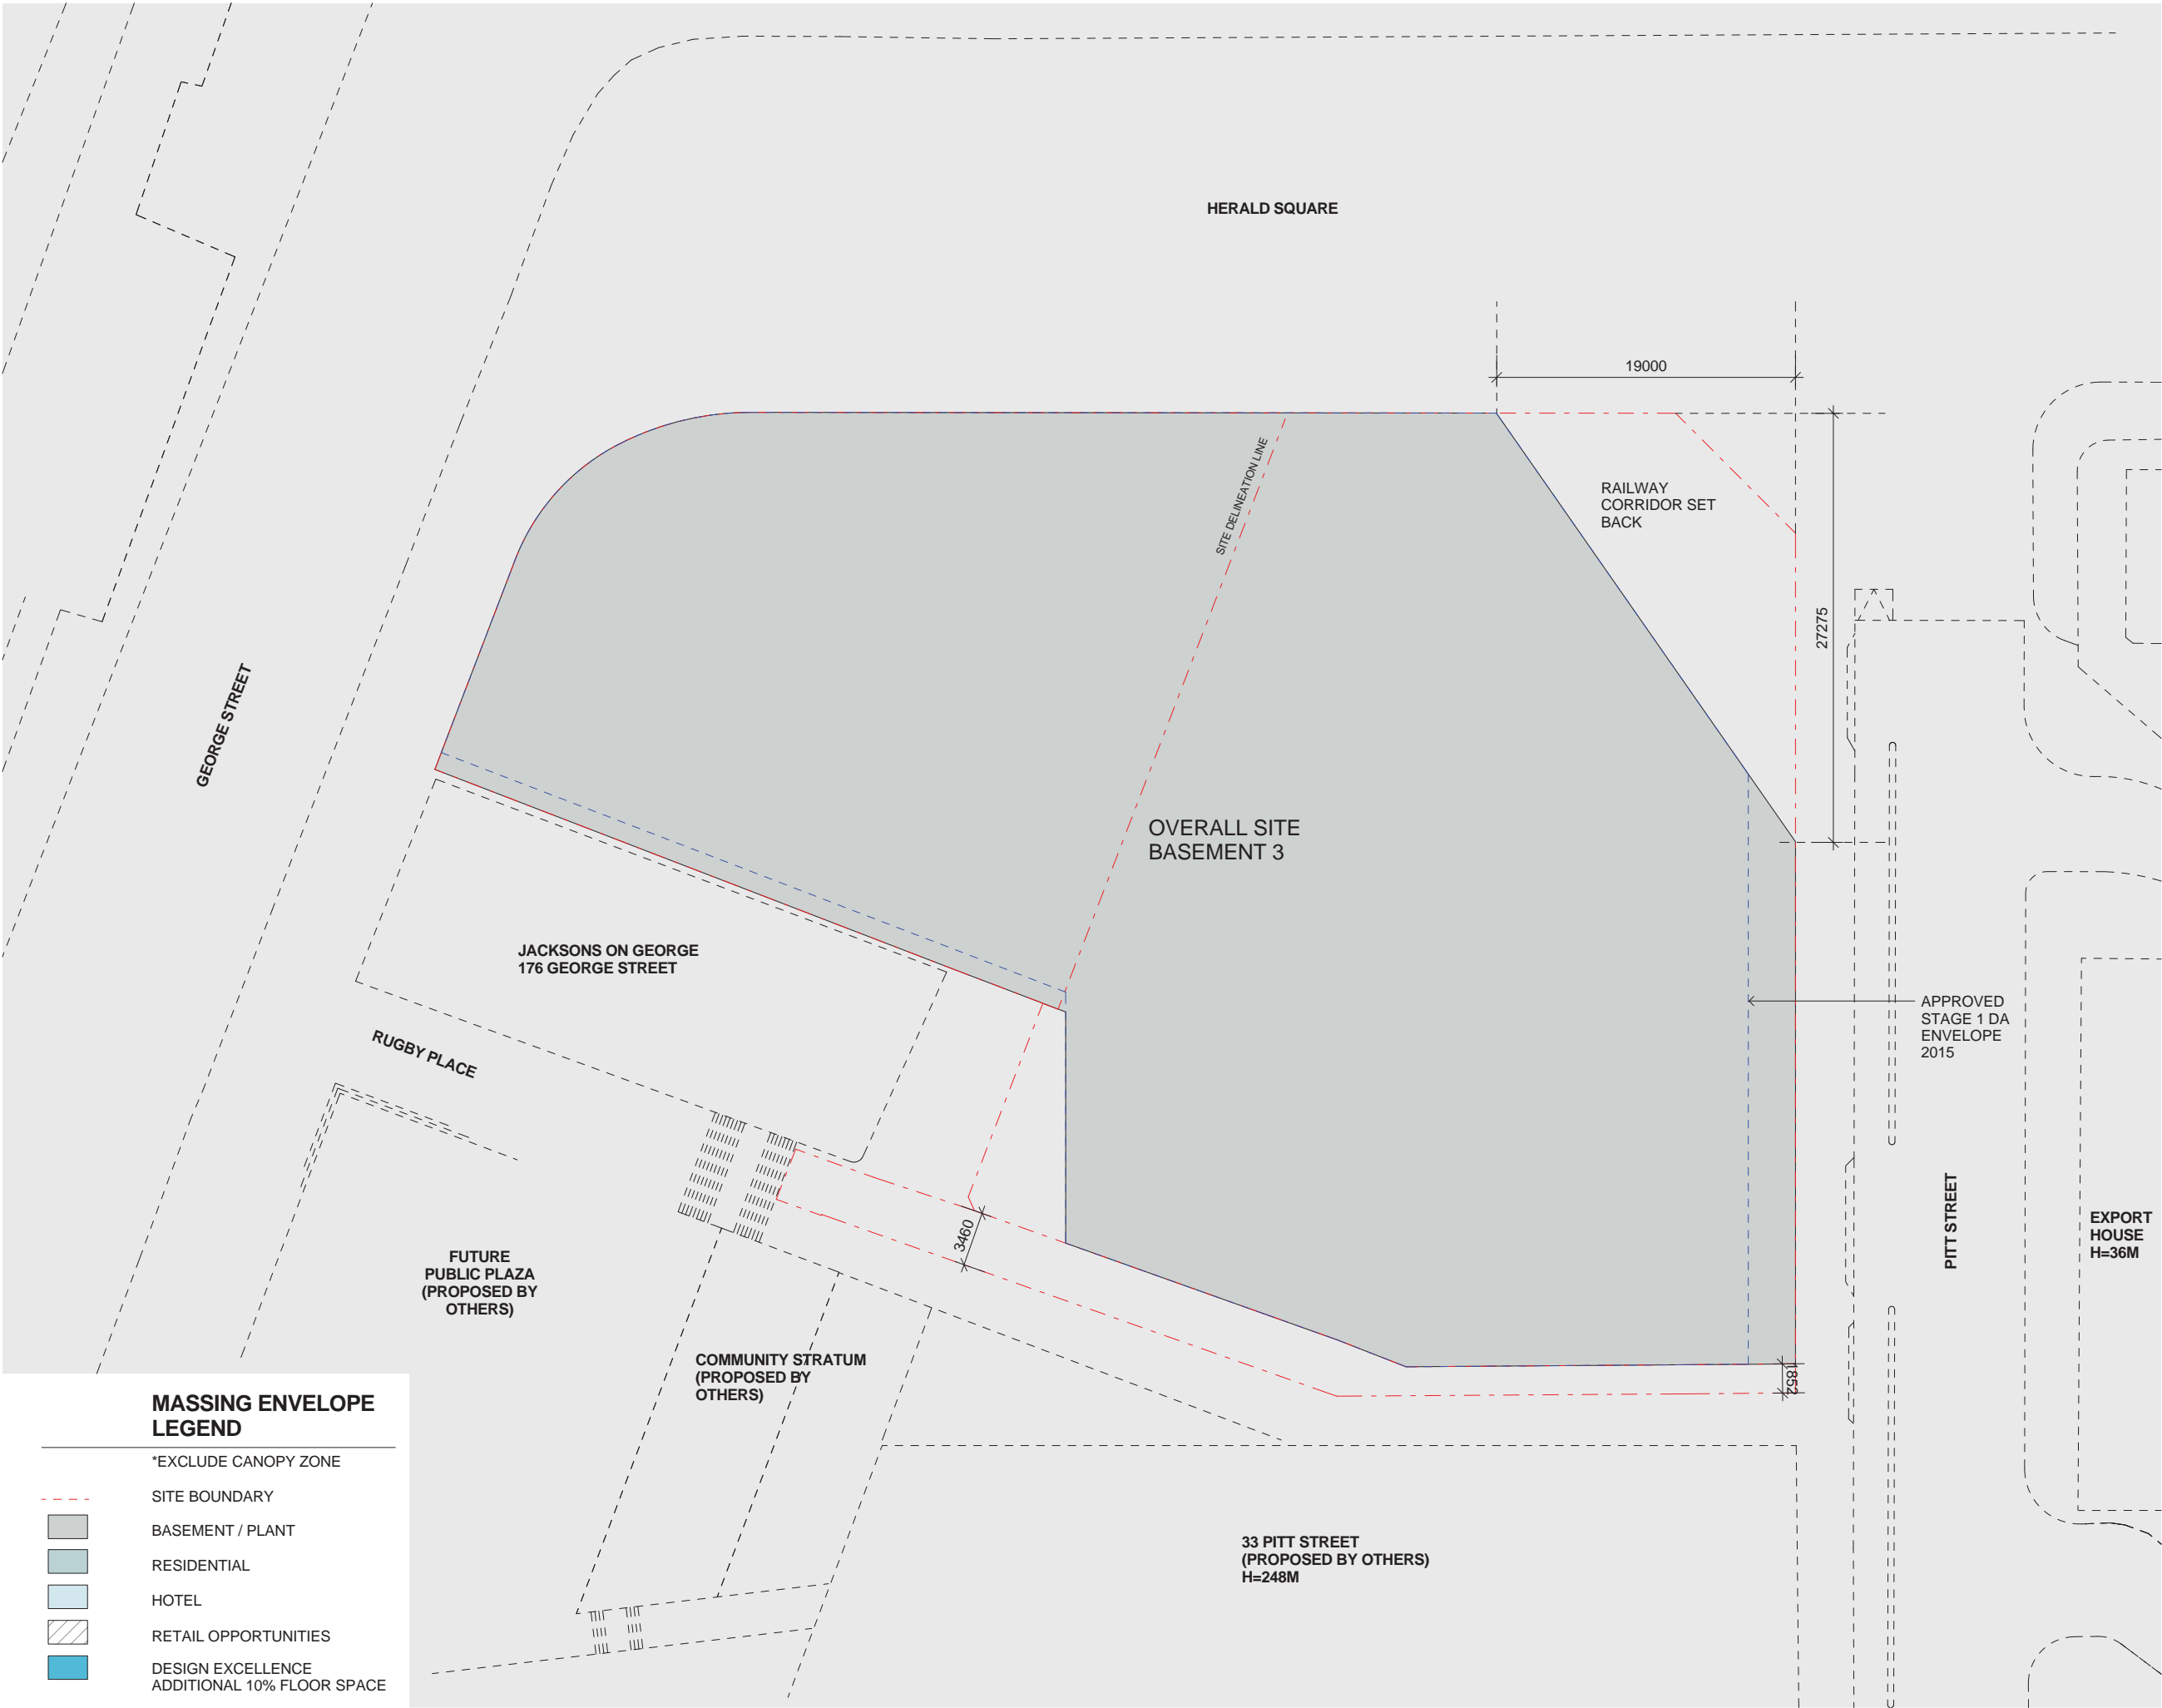 HERALD SQUARE
19000
SITE DELINEATION LINE
RAILWAY
CORRIDOR SET
BACK
27275
GEORGE STREET
OVERALL SITE
BASEMENT 3
JACKSONS ON GEORGE
176 GEORGE STREET
APPROVED
STAGE 1 DA
ENVELOPE
2015
RUGBY PLACE
3460
PITT STREET
EXPORT
HOUSE
H=36M
FUTURE
PUBLIC PLAZA
(PROPOSED BY
OTHERS)
COMMUNITY STRATUM
(PROPOSED BY
OTHERS)
1852
33 PITT STREET
(PROPOSED BY OTHERS)
H=248M
MASSING ENVELOPE
LEGEND
*EXCLUDE CANOPY ZONE
SITE BOUNDARY
BASEMENT / PLANT
RESIDENTIAL
HOTEL
RETAIL OPPORTUNITIES
DESIGN EXCELLENCE
ADDITIONAL 10% FLOOR SPACE